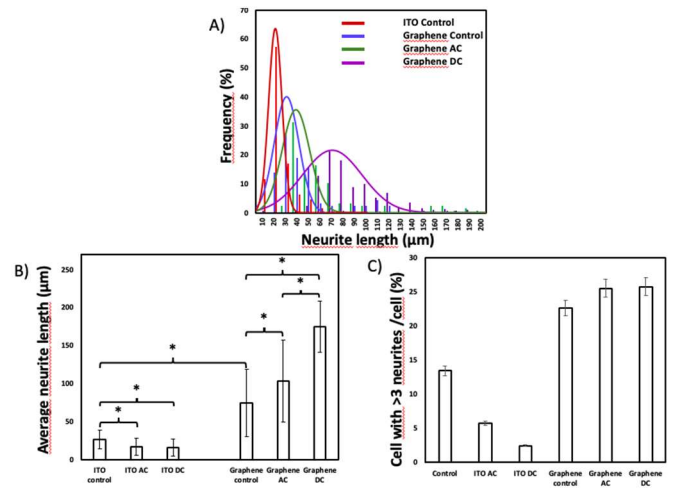 A)
70
60
50
40
30
20
10
0
Frequency (%)
ITO Control
Graphene Control
Graphene AC
Graphene DC
10 20 30 40 50 60 70 80 90 100 110 120 130 140 150 160 170 180 190 200
Neurite length (µm)
B)
250
200
150
100
50
0
Average neurite length (µm)
* * * * * *
ITO control
ITO AC
ITO DC
Graphene control
Graphene AC
Graphene DC
C)
30
25
20
15
10
5
0
Cell with >3 neurites /cell (%)
Control
ITO AC
ITO DC
Graphene control
Graphene AC
Graphene DC